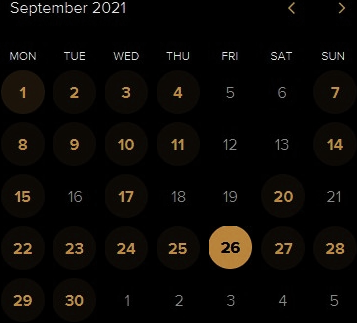 September 2021 < >
MON TUE WED THU FRI SAT SUN
1 2 3 4 5 6 7
8 9 10 11 12 13 14
15 16 17 18 19 20 21
22 23 24 25 26 27 28
29 30 1 2 3 4 5